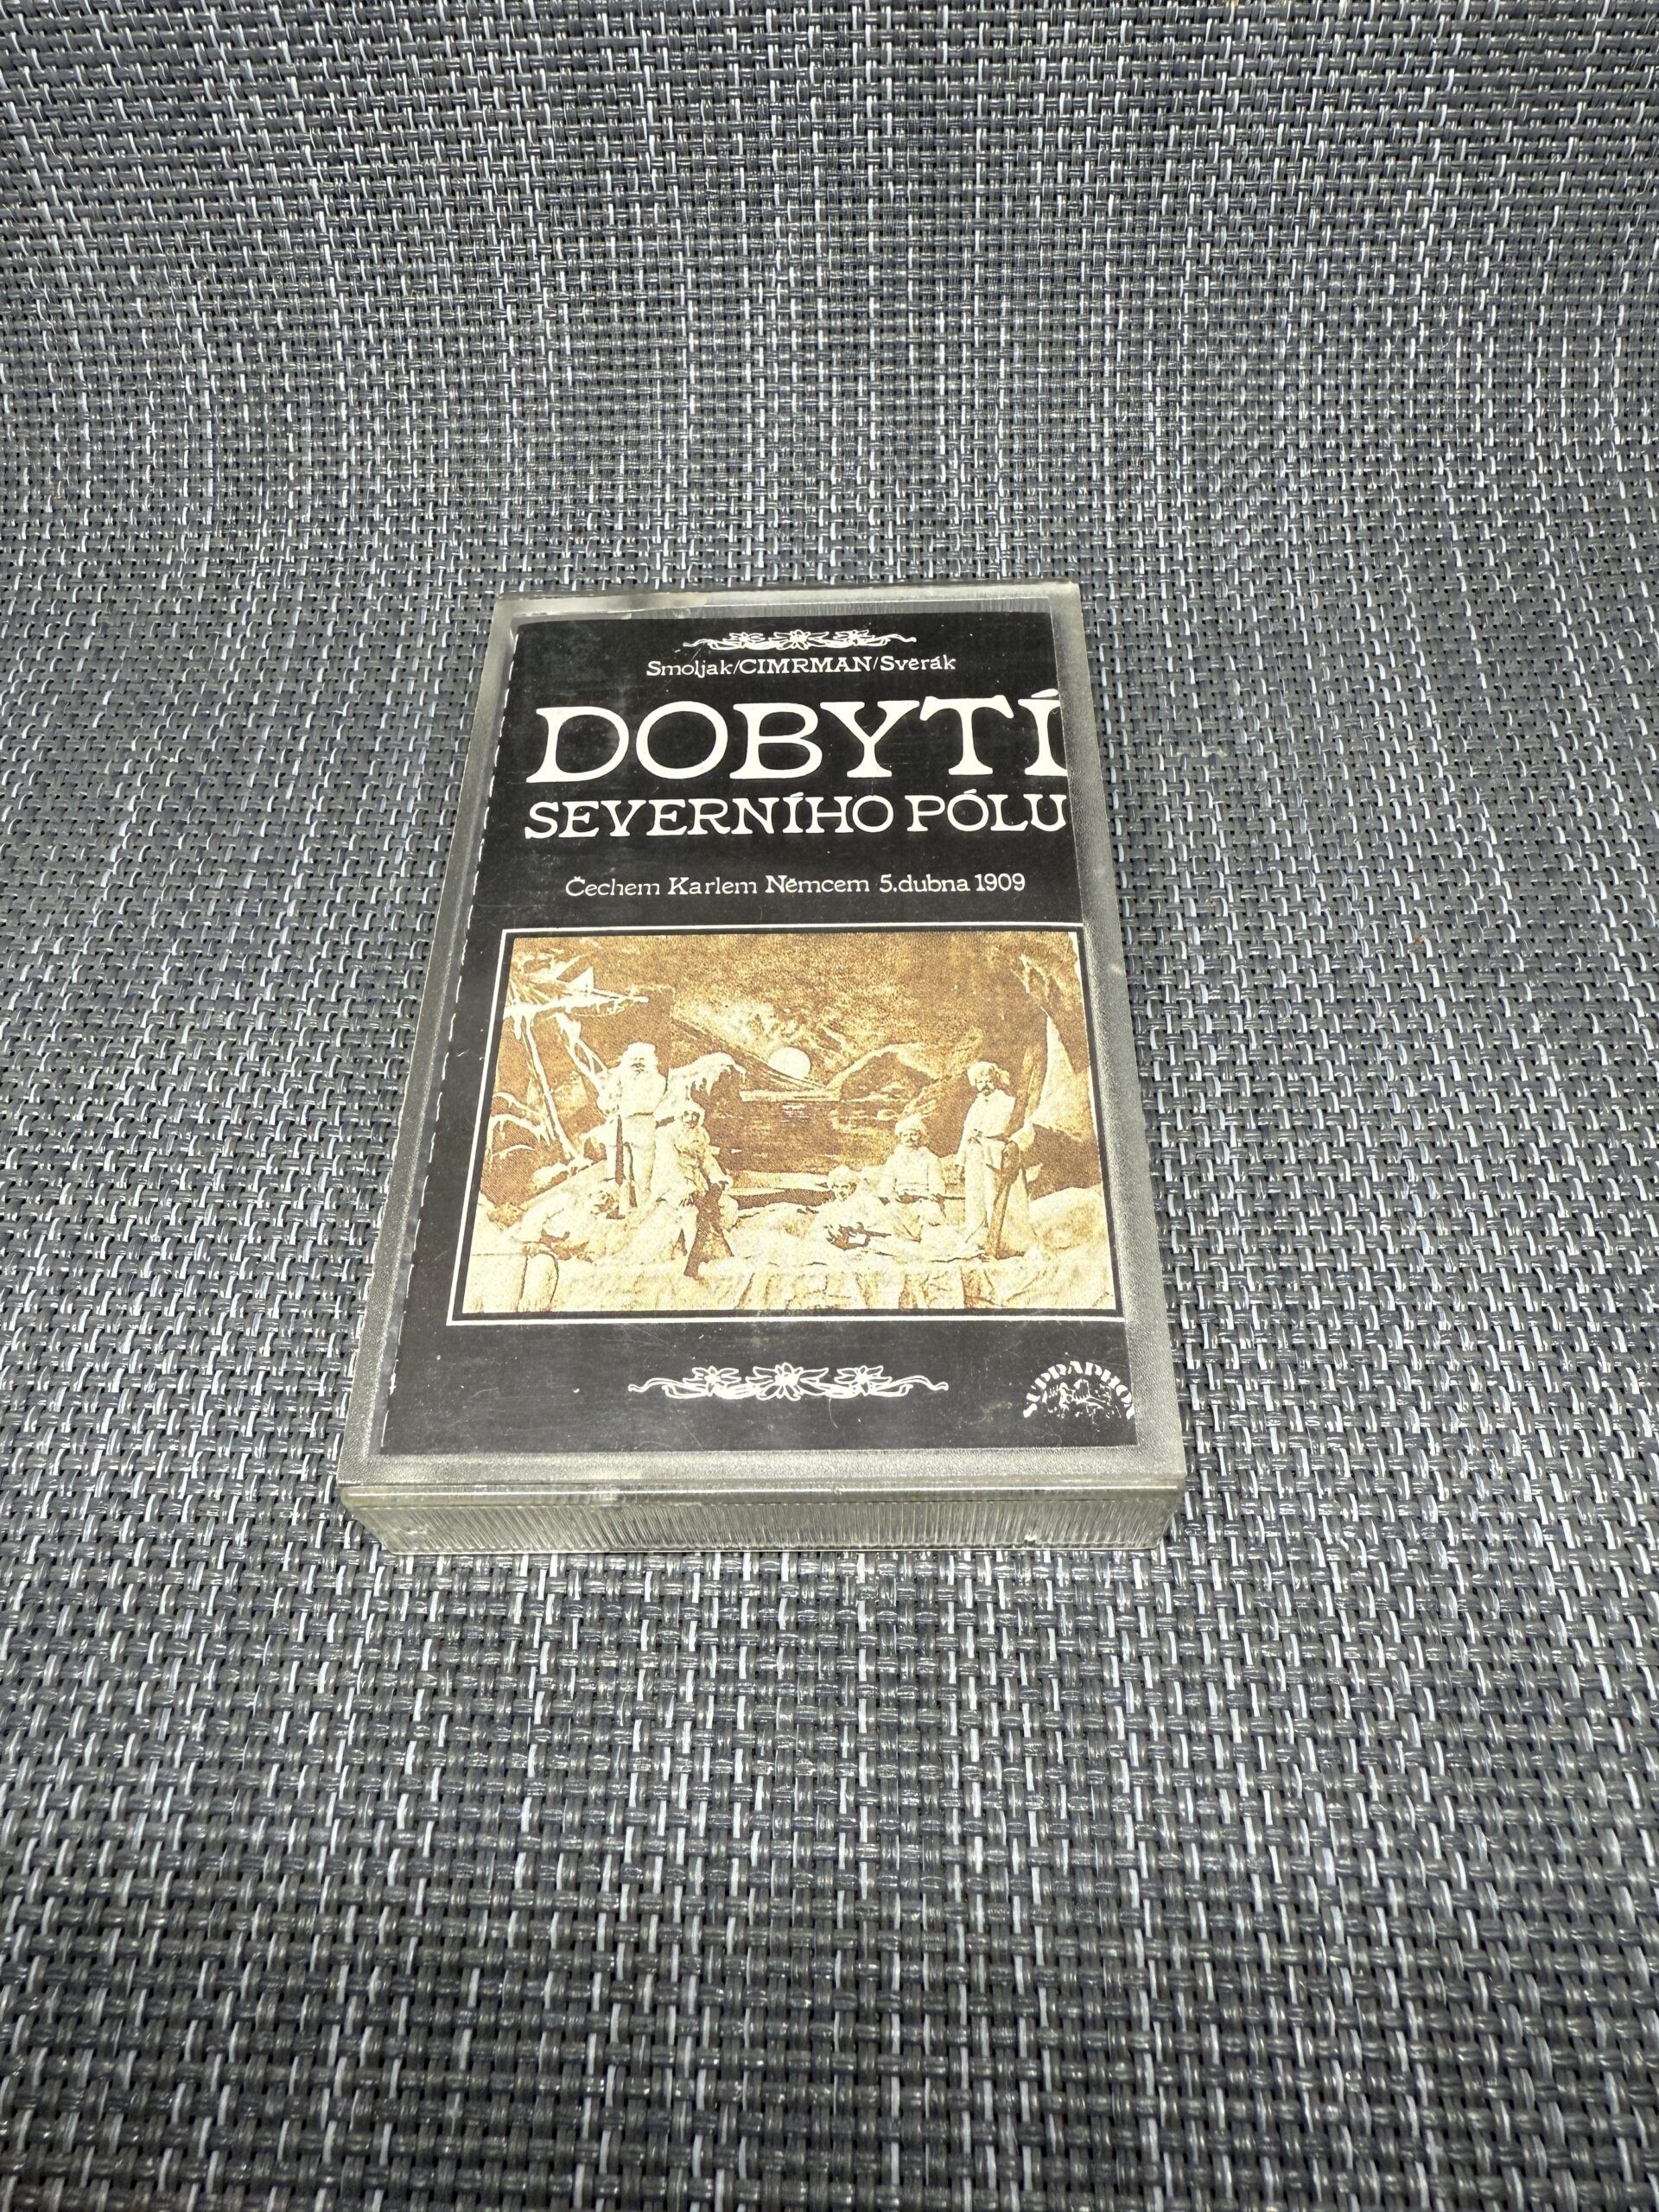 Smoljak/CIMRMAN/Svěrák
DOBYTÍ
SEVERNÍHO PÓLU
Čechem Karlem Němcem 5.dubna 1909
SUPRAPHON